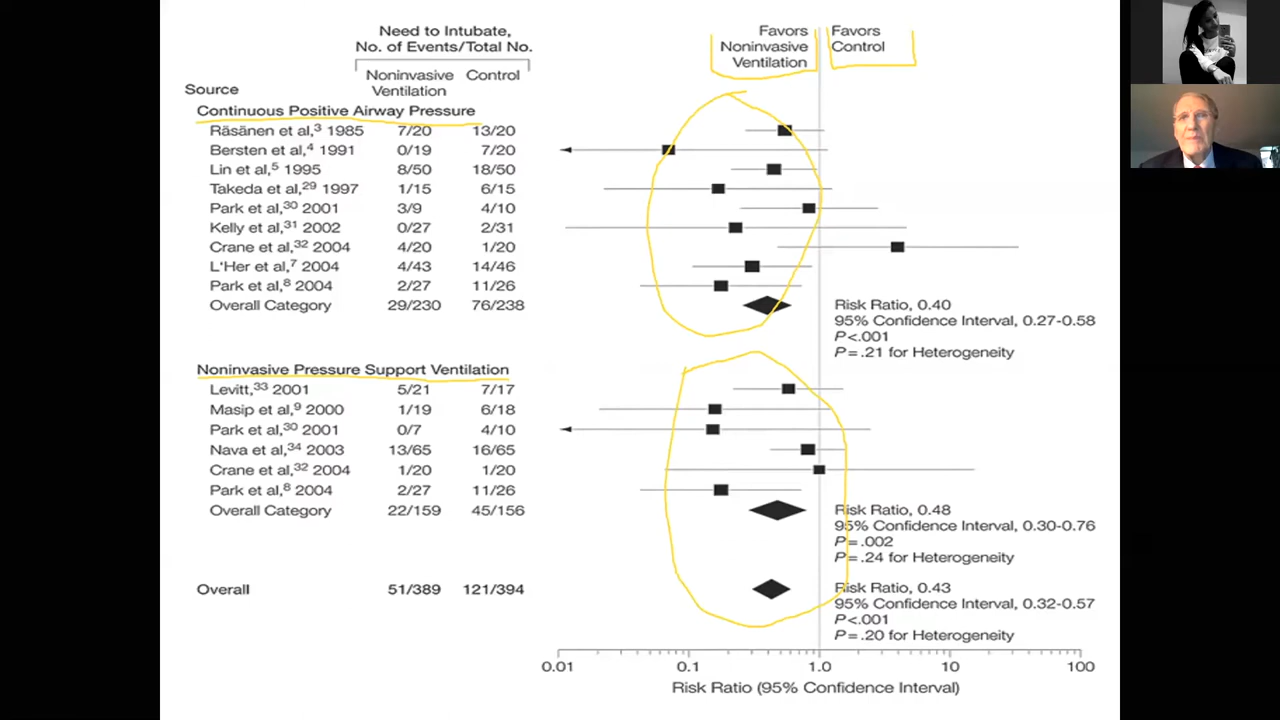 Need to Intubate,
No. of Events/Total No.
Noninvasive Ventilation Control
Favors Noninvasive Ventilation Favors Control
Source
Continuous Positive Airway Pressure
Räsänen et al,3 1985 7/20 13/20
Bersten et al,4 1991 0/19 7/20
Lin et al,5 1995 8/50 18/50
Takeda et al,29 1997 1/15 6/15
Park et al,30 2001 3/9 4/10
Kelly et al,31 2002 0/27 2/31
Crane et al,32 2004 4/20 1/20
L'Her et al,7 2004 4/43 14/46
Park et al,8 2004 2/27 11/26
Overall Category 29/230 76/238 Risk Ratio, 0.40
95% Confidence Interval, 0.27-0.58
P<.001
P=.21 for Heterogeneity
Noninvasive Pressure Support Ventilation
Levitt,33 2001 5/21 7/17
Masip et al,9 2000 1/19 6/18
Park et al,30 2001 0/7 4/10
Nava et al,34 2003 13/65 16/65
Crane et al,32 2004 1/20 1/20
Park et al,8 2004 2/27 11/26
Overall Category 22/159 45/156 Risk Ratio, 0.48
95% Confidence Interval, 0.30-0.76
P=.002
P=.24 for Heterogeneity
Overall 51/389 121/394 Risk Ratio, 0.43
95% Confidence Interval, 0.32-0.57
P<.001
P=.20 for Heterogeneity
0.01 0.1 1.0 10 100
Risk Ratio (95% Confidence Interval)